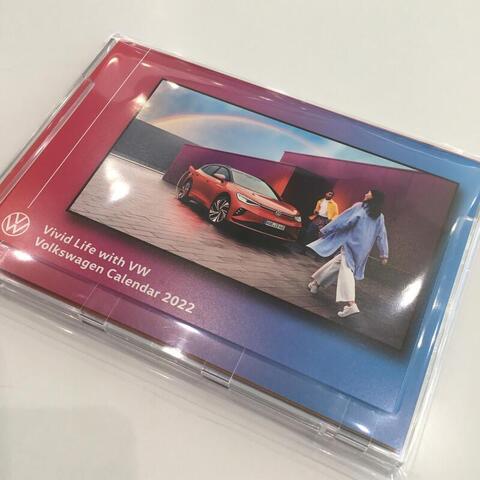 Vivid Life with VW
Volkswagen Calendar 2022